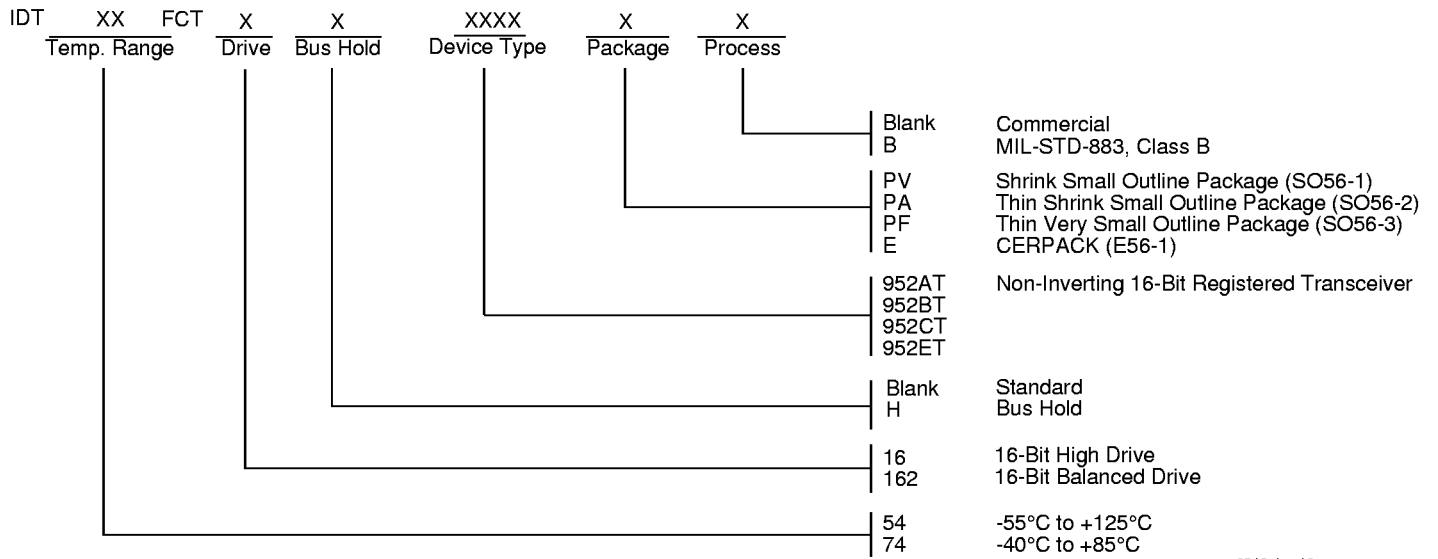 IDT XX FCT X X XXXX X X
Temp. Range Drive Bus Hold Device Type Package Process
Blank Commercial
B MIL-STD-883, Class B
PV Shrink Small Outline Package (SO56-1)
PA Thin Shrink Small Outline Package (SO56-2)
PF Thin Very Small Outline Package (SO56-3)
E CERPACK (E56-1)
952AT Non-Inverting 16-Bit Registered Transceiver
952BT
952CT
952ET
Blank Standard
H Bus Hold
16 16-Bit High Drive
162 16-Bit Balanced Drive
54 -55°C to +125°C
74 -40°C to +85°C